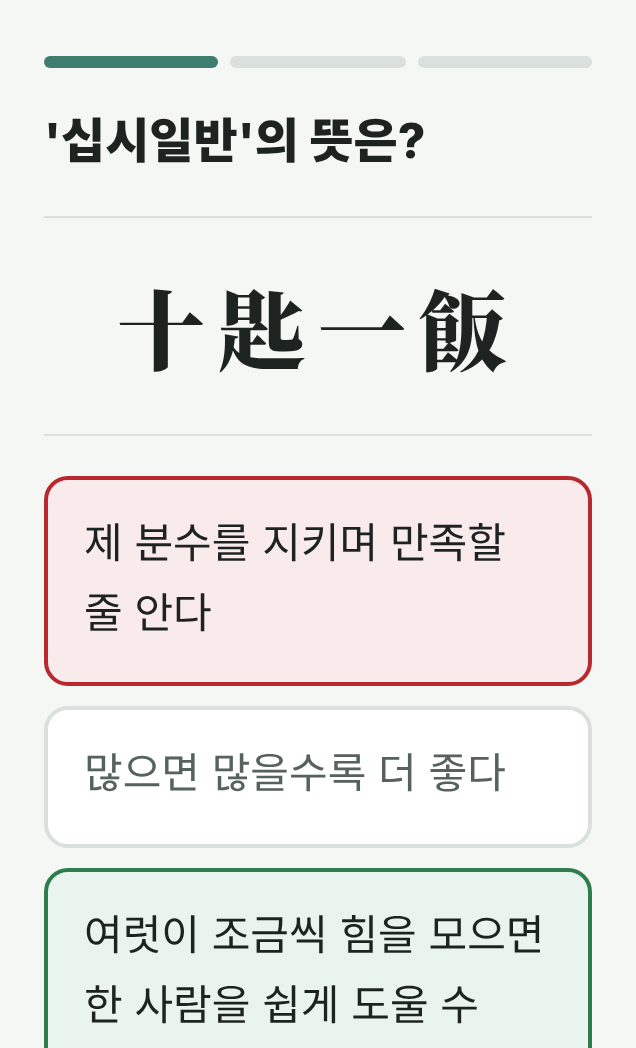 '십시일반'의 뜻은?
十匙一飯
제 분수를 지키며 만족할
줄 안다
많으면 많을수록 더 좋다
여럿이 조금씩 힘을 모으면
한 사람을 쉽게 도울 수